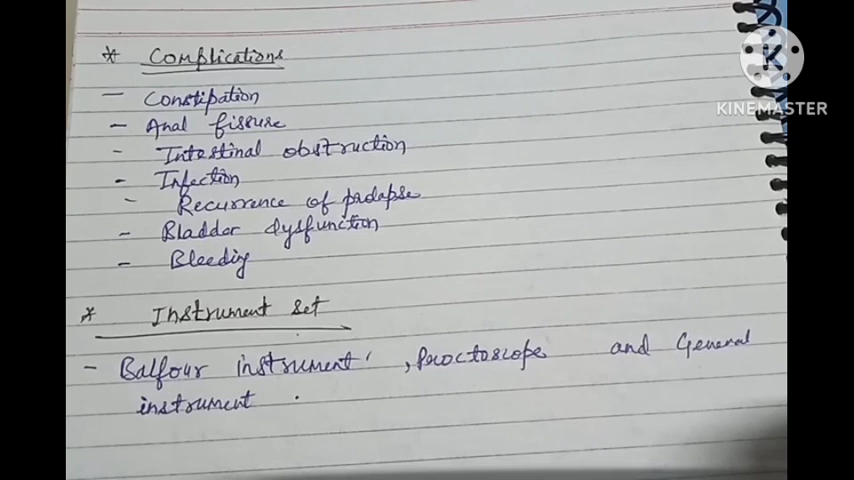 * Complications
- Constipation
- Anal fissure
- Intestinal obstruction
- Infection
- Recurrence of prolapse
- Bladder dysfunction
- Bleeding
* Instrument set
- Balfour instrument , Proctoscope and General
instrument .
KINEMASTER